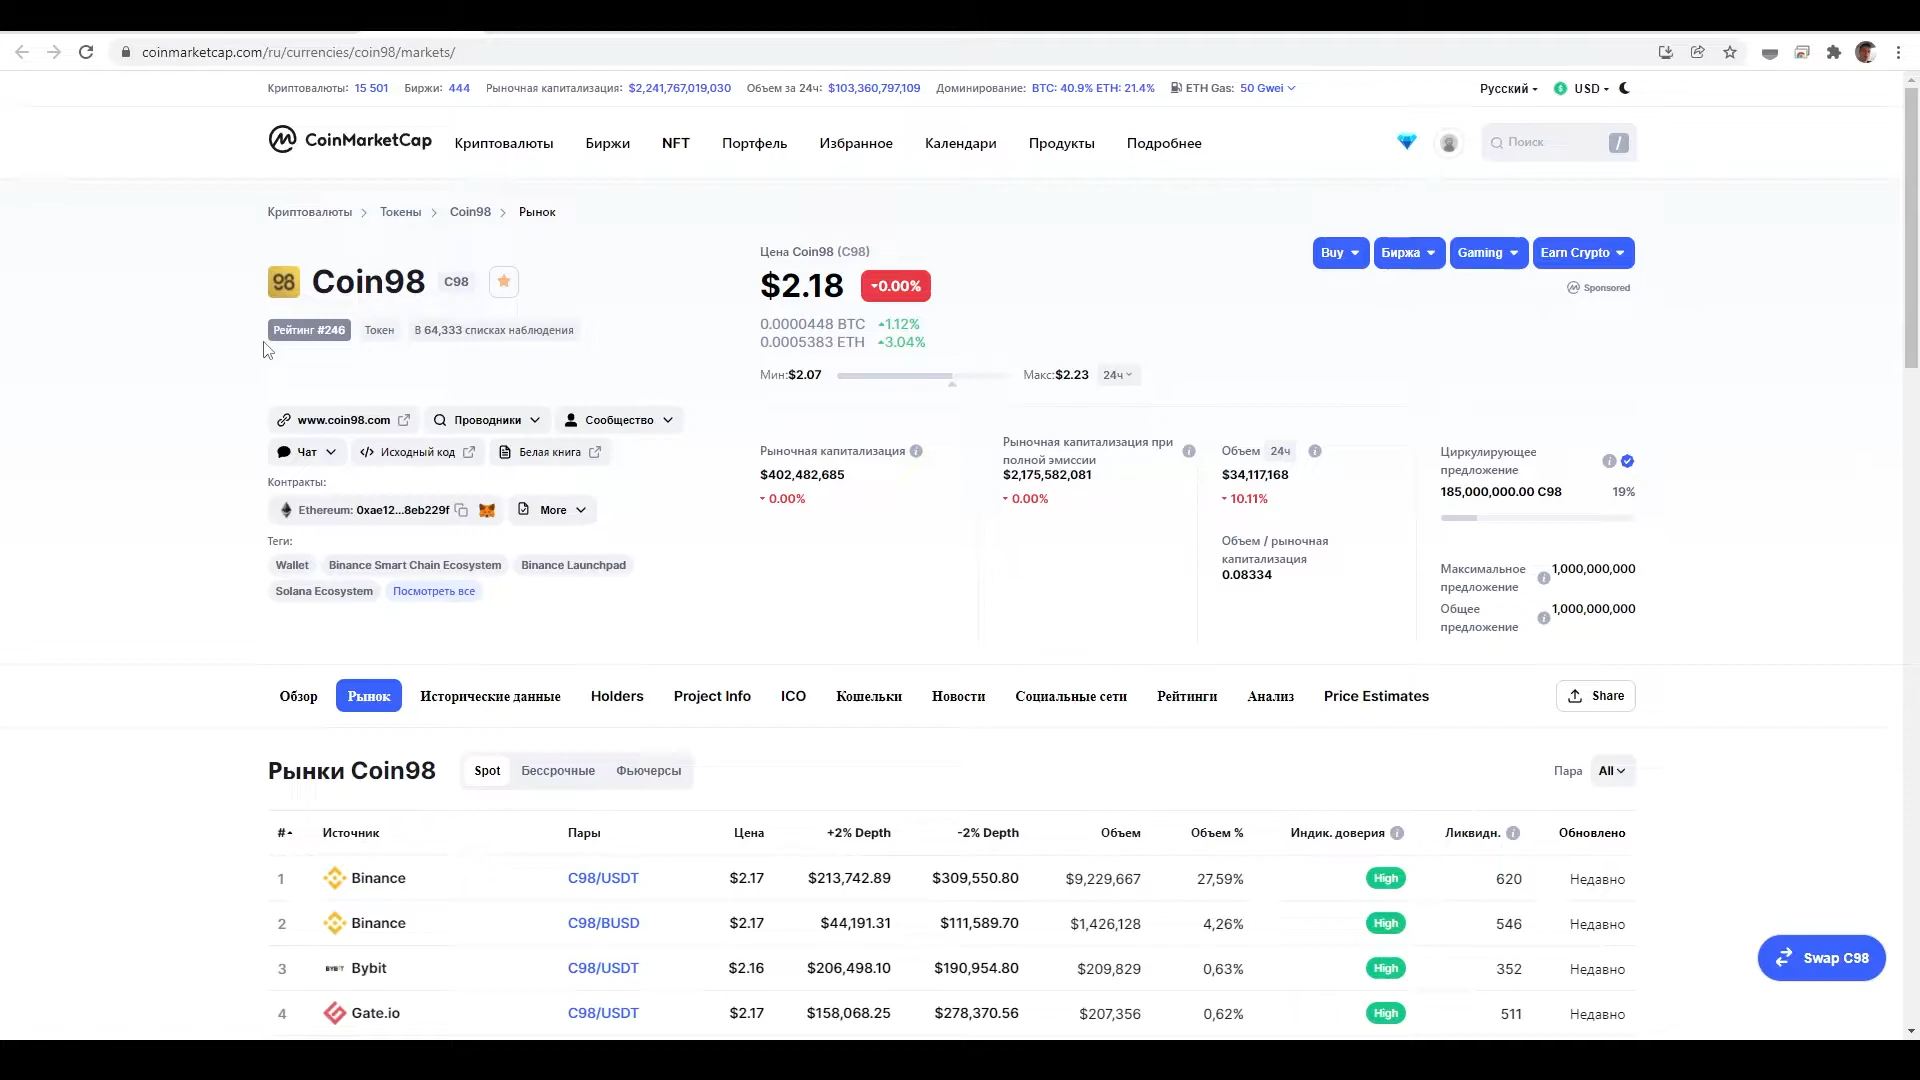 coinmarketcap.com/ru/currencies/coin98/markets/
Криптовалюты: 15 501 Биржи: 444 Рыночная капитализация: $2,241,767,019,030 Объем за 24ч: $103,360,797,109 Доминирование: BTC: 40.9% ETH: 21.4% ETH Gas: 50 Gwei Русский USD
CoinMarketCap Криптовалюты Биржи NFT Портфель Избранное Календари Продукты Подробнее Поиск /
Криптовалюты > Токены > Coin98 > Рынок
Цена Coin98 (C98) Buy Биржа Gaming Earn Crypto
98 Coin98 C98 $2.18 0.00%
Sponsored
0.0000448 BTC 1.12%
Рейтинг #246 Токен В 64,333 списках наблюдения
0.0005383 ETH 3.04%
Мин:$2.07 Макс:$2.23 24ч
www.coin98.com Проводники Сообщество
Чат Исходный код Белая книга
Контракты:
Ethereum: 0xae12...8eb229f More
Теги:
Wallet Binance Smart Chain Ecosystem Binance Launchpad
Solana Ecosystem Посмотреть все
Рыночная капитализация
$402,482,685
0.00%
Рыночная капитализация при
полной эмиссии
$2,175,582,081
0.00%
Объем 24ч
$34,117,168
10.11%
Объем / рыночная
капитализация
0.08334
Циркулирующее
предложение
185,000,000.00 C98 19%
Максимальное
предложение
1,000,000,000
Общее
предложение
1,000,000,000
Обзор Рынок Исторические данные Holders Project Info ICO Кошельки Новости Социальные сети Рейтинги Анализ Price Estimates Share
Рынки Coin98 Spot Бессрочные Фьючерсы Пара All
# Источник Пары Цена +2% Depth -2% Depth Объем Объем % Индик. доверия Ликвидн. Обновлено
1 Binance C98/USDT $2.17 $213,742.89 $309,550.80 $9,229,667 27,59% High 620 Недавно
2 Binance C98/BUSD $2.17 $44,191.31 $111,589.70 $1,426,128 4,26% High 546 Недавно
3 BYBIT Bybit C98/USDT $2.16 $206,498.10 $190,954.80 $209,829 0,63% High 352 Недавно
4 Gate.io C98/USDT $2.17 $158,068.25 $278,370.56 $207,356 0,62% High 511 Недавно
Swap C98